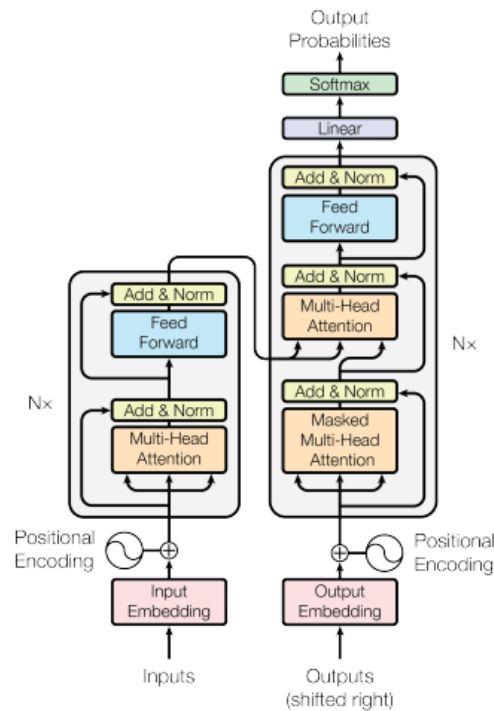 Output
Probabilities
Softmax
Linear
Add & Norm
Feed
Forward
Add & Norm
Multi-Head
Attention
Add & Norm
Masked
Multi-Head
Attention
N×
Add & Norm
Feed
Forward
N×
Add & Norm
Multi-Head
Attention
Positional
Encoding
Positional
Encoding
Input
Embedding
Output
Embedding
Inputs
Outputs
(shifted right)